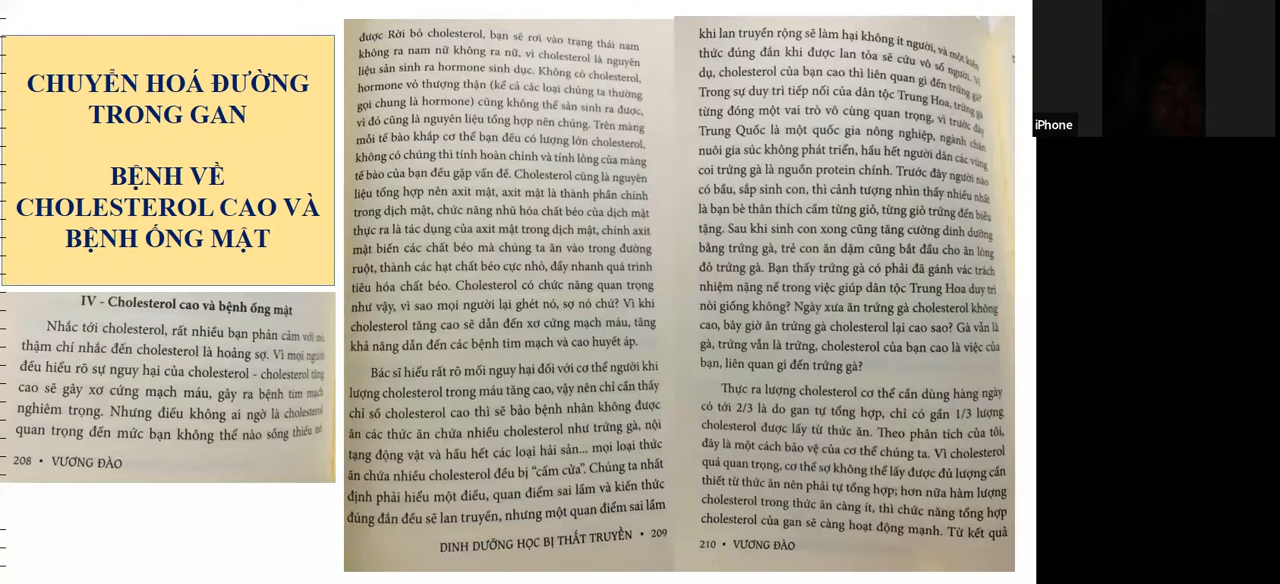 CHUYỂN HOÁ ĐƯỜNG
TRONG GAN
BỆNH VỀ
CHOLESTEROL CAO VÀ
BỆNH ỐNG MẬT
IV - Cholesterol cao và bệnh ống mật
Nhắc tới cholesterol, rất nhiều bạn phản cảm với nó,
thậm chí nhắc đến cholesterol là hoảng sợ. Vì mọi người
đều hiểu rõ sự nguy hại của cholesterol - cholesterol tăng
cao sẽ gây xơ cứng mạch máu, gây ra bệnh tim mạch
nghiêm trọng. Nhưng điều không ai ngờ là cholesterol
quan trọng đến mức bạn không thể nào sống thiếu nó
208 • VƯƠNG ĐÀO
được Rời bỏ cholesterol, bạn sẽ rơi vào trạng thái nam
không ra nam nữ không ra nữ, vì cholesterol là nguyên
liệu sản sinh ra hormone sinh dục. Không có cholesterol,
hormone vỏ thượng thận (kể cả các loại chúng ta thường
gọi chung là hormone) cũng không thể sản sinh ra được,
vì đó cũng là nguyên liệu tổng hợp nên chúng. Trên màng
mỗi tế bào khắp cơ thể bạn đều có lượng lớn cholesterol,
không có chúng thì tính hoàn chỉnh và tính lỏng của màng
tế bào của bạn đều gặp vấn đề. Cholesterol cũng là nguyên
liệu tổng hợp nên axit mật, axit mật là thành phần chính
trong dịch mật, chức năng nhũ hóa chất béo của dịch mật
thực ra là tác dụng của axit mật trong dịch mật, chính axit
mật biến các chất béo mà chúng ta ăn vào trong đường
ruột, thành các hạt chất béo cực nhỏ, đẩy nhanh quá trình
tiêu hóa chất béo. Cholesterol có chức năng quan trọng
như vậy, vì sao mọi người lại ghét nó, sợ nó chứ? Vì khi
cholesterol tăng cao sẽ dẫn đến xơ cứng mạch máu, tăng
khả năng dẫn đến các bệnh tim mạch và cao huyết áp.
Bác sĩ hiểu rất rõ mối nguy hại đối với cơ thể người khi
lượng cholesterol trong máu tăng cao, vậy nên chỉ cần thấy
chỉ số cholesterol cao thì sẽ bảo bệnh nhân không được
ăn các thức ăn chứa nhiều cholesterol như trứng gà, nội
tạng động vật và hầu hết các loại hải sản... mọi loại thức
ăn chứa nhiều cholesterol đều bị “cấm cửa”. Chúng ta nhất
định phải hiểu một điều, quan điểm sai lầm và kiến thức
đúng đắn đều sẽ lan truyền, nhưng một quan điểm sai lầm
DINH DƯỠNG HỌC BỊ THẤT TRUYỀN • 209
khi lan truyền rộng sẽ làm hại không ít người, và một kiến
thức đúng đắn khi được lan tỏa sẽ cứu vô số người. Ví
dụ, cholesterol của bạn cao thì liên quan gì đến trứng gà?
Trong sự duy trì tiếp nối của dân tộc Trung Hoa, trứng gà
từng đóng một vai trò vô cùng quan trọng, vì trước đây
Trung Quốc là một quốc gia nông nghiệp, ngành chăn
nuôi gia súc không phát triển, hầu hết người dân các vùng
coi trứng gà là nguồn protein chính. Trước đây người nào
có bầu, sắp sinh con, thì cảnh tượng nhìn thấy nhiều nhất
là bạn bè thân thích cầm từng giỏ, từng giỏ trứng đến biếu
tặng. Sau khi sinh con xong cũng tăng cường dinh dưỡng
bằng trứng gà, trẻ con ăn dặm cũng bắt đầu cho ăn lòng
đỏ trứng gà. Bạn thấy trứng gà có phải đã gánh vác trách
nhiệm nặng nề trong việc giúp dân tộc Trung Hoa duy trì
nòi giống không? Ngày xưa ăn trứng gà cholesterol không
cao, bây giờ ăn trứng gà cholesterol lại cao sao? Gà vẫn là
gà, trứng vẫn là trứng, cholesterol của bạn cao là việc của
bạn, liên quan gì đến trứng gà?
Thực ra lượng cholesterol cơ thể cần dùng hàng ngày
có tới 2/3 là do gan tự tổng hợp, chỉ có gần 1/3 lượng
cholesterol được lấy từ thức ăn. Theo phân tích của tôi,
đây là một cách bảo vệ của cơ thể chúng ta. Vì cholesterol
quá quan trọng, cơ thể sợ không thể lấy được đủ lượng cần
thiết từ thức ăn nên phải tự tổng hợp; hơn nữa hàm lượng
cholesterol trong thức ăn càng ít, thì chức năng tổng hợp
cholesterol của gan sẽ càng hoạt động mạnh. Từ kết quả
210 • VƯƠNG ĐÀO
iPhone